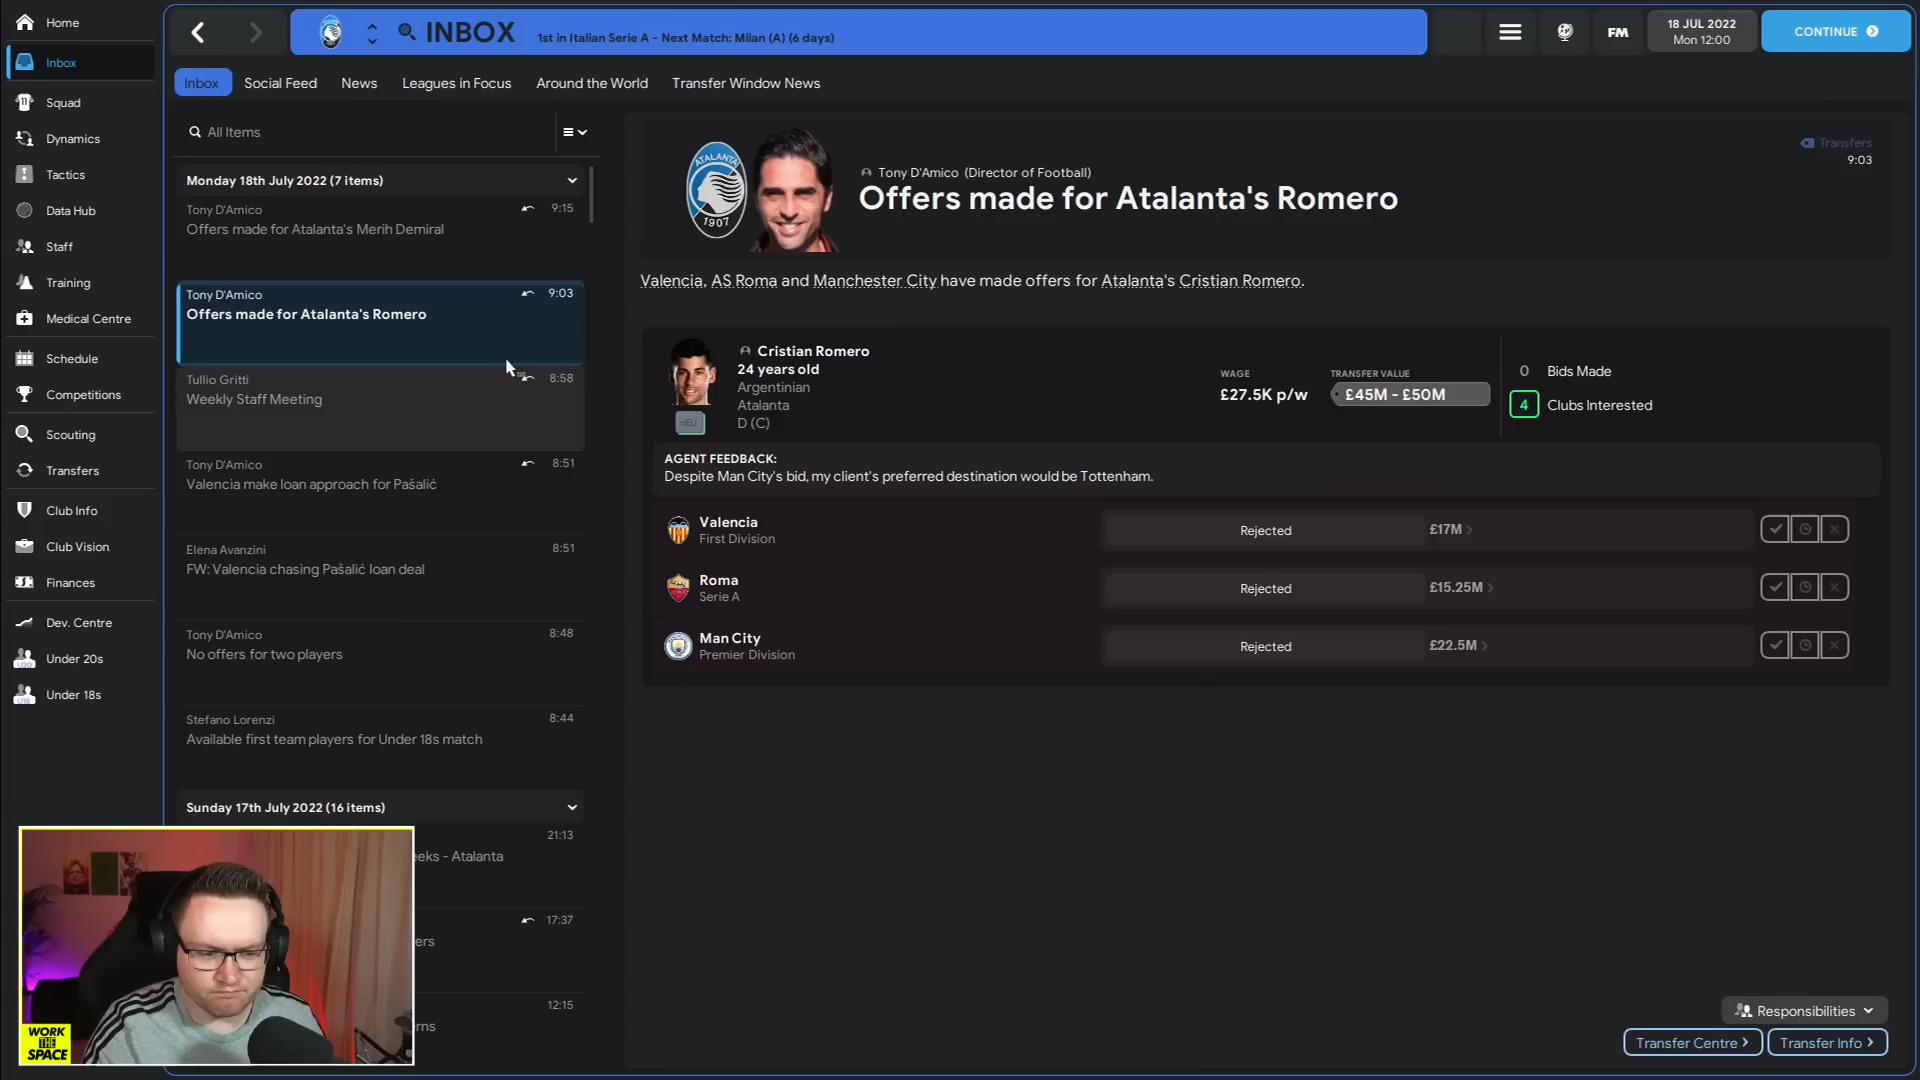 Home
Inbox
Squad
Dynamics
Tactics
Data Hub
Staff
Training
Medical Centre
Schedule
Competitions
Scouting
Transfers
Club Info
Club Vision
Finances
Dev. Centre
Under 20s
Under 18s
INBOX
1st in Italian Serie A - Next Match: Milan (A) (6 days)
FM
18 JUL 2022
Mon 12:00
CONTINUE
Inbox
Social Feed
News
Leagues in Focus
Around the World
Transfer Window News
All Items
Monday 18th July 2022 (7 items)
Tony D'Amico 9:15
Offers made for Atalanta's Merih Demiral
Tony D'Amico 9:03
Offers made for Atalanta's Romero
Tullio Gritti 8:58
Weekly Staff Meeting
Tony D'Amico 8:51
Valencia make loan approach for Pašalić
Elena Avanzini 8:51
FW: Valencia chasing Pašalić loan deal
Tony D'Amico 8:48
No offers for two players
Stefano Lorenzi 8:44
Available first team players for Under 18s match
Sunday 17th July 2022 (16 items)
21:13
eeks - Atalanta
17:37
ers
12:15
rns
WORK
THE
SPACE
ATALANTA
1907
Tony D'Amico (Director of Football)
Offers made for Atalanta's Romero
Transfers
9:03
Valencia, AS Roma and Manchester City have made offers for Atalanta's Cristian Romero.
Cristian Romero
24 years old
Argentinian
Atalanta
D (C)
nEU
WAGE
£27.5K p/w
TRANSFER VALUE
£45M - £50M
0 Bids Made
4 Clubs Interested
AGENT FEEDBACK:
Despite Man City's bid, my client's preferred destination would be Tottenham.
Valencia
First Division
Rejected
£17M
Roma
Serie A
Rejected
£15.25M
Man City
Premier Division
Rejected
£22.5M
Responsibilities
Transfer Centre
Transfer Info